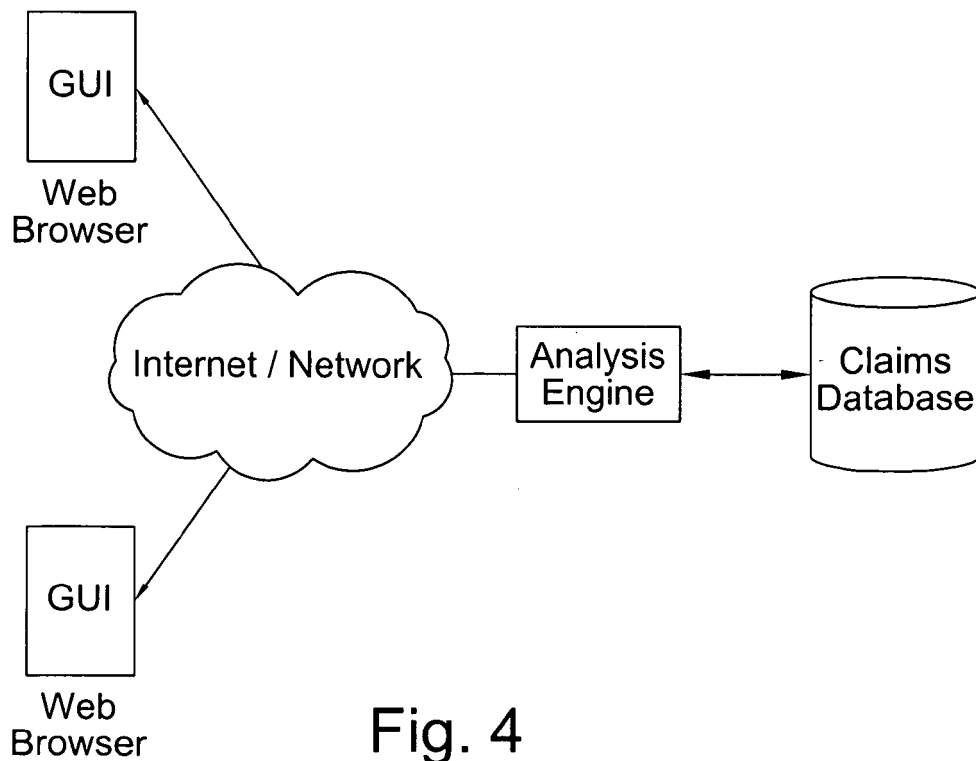 GUI
Web
Browser
Internet / Network
Analysis
Engine
Claims
Database
GUI
Web
Browser
Fig. 4